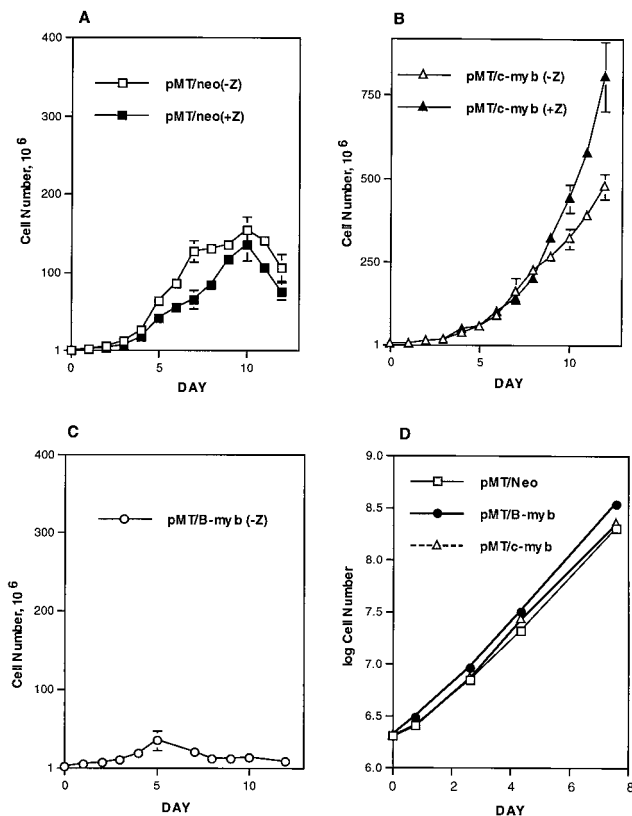 A
400
300
200
100
1
Cell Number, 10 6
pMT/neo(-Z)
pMT/neo(+Z)
0
5
10
DAY
B
750
500
250
1
Cell Number, 10 6
pMT/c-myb (-Z)
pMT/c-myb (+Z)
0
5
10
DAY
C
400
300
200
100
1
Cell Number, 10 6
pMT/B-myb (-Z)
0
5
10
DAY
D
9.0
8.5
8.0
7.5
7.0
6.5
6.0
log Cell Number
pMT/Neo
pMT/B-myb
pMT/c-myb
0
2
4
6
8
DAY